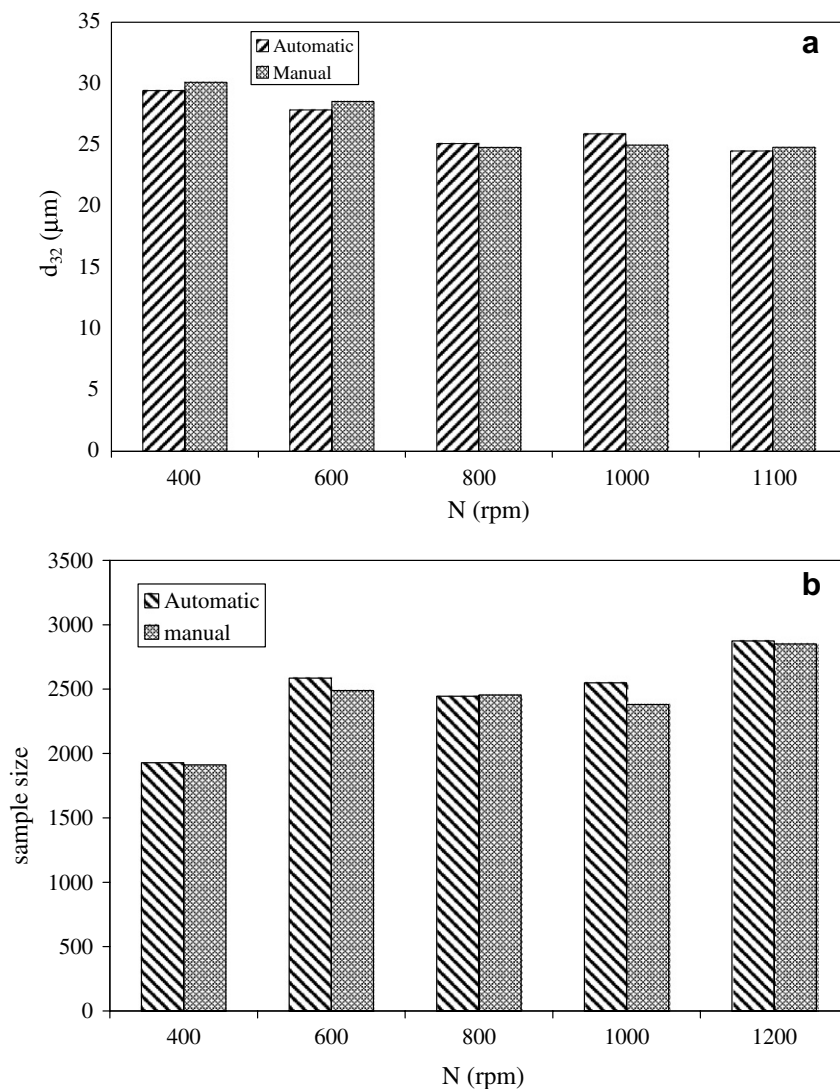 a
Automatic
Manual
35
30
25
20
15
10
5
0
d32 (μm)
400 600 800 1000 1100
N (rpm)
b
Automatic
manual
3500
3000
2500
2000
1500
1000
500
0
sample size
400 600 800 1000 1200
N (rpm)